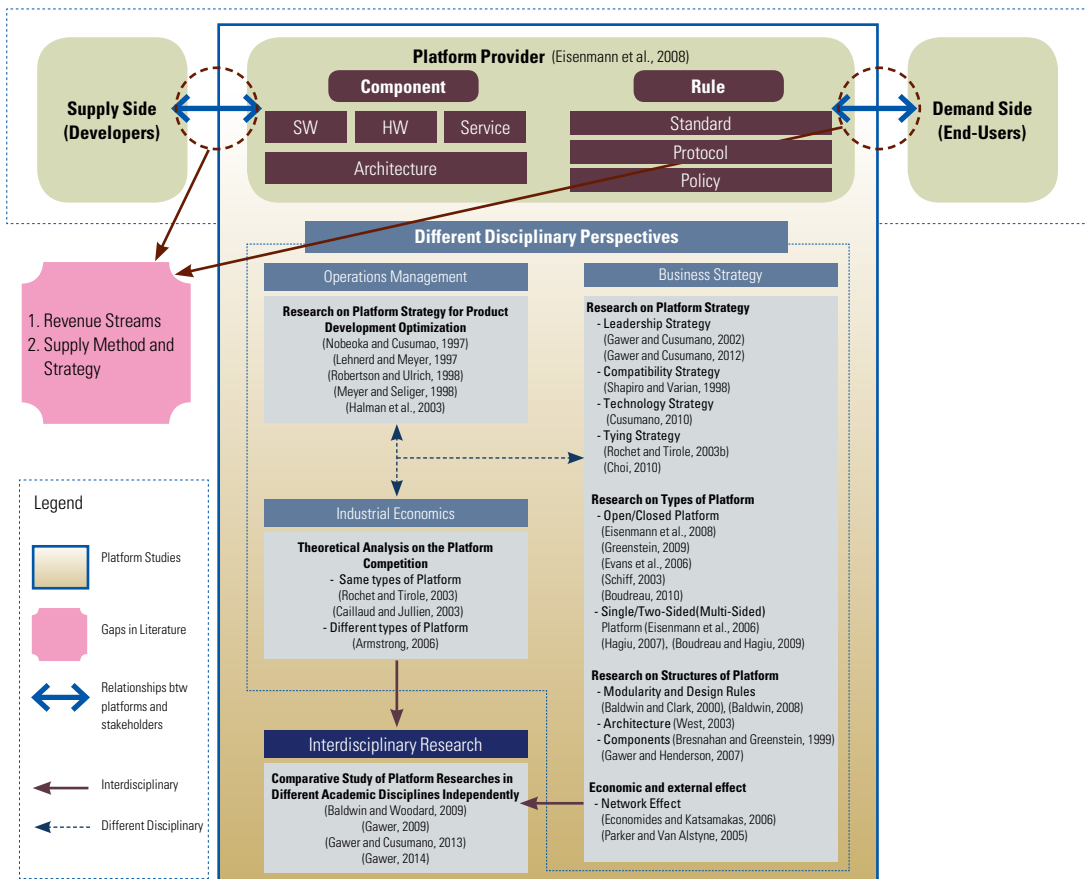 Platform Provider (Eisenmann et al., 2008)
Supply Side
(Developers)
Component
SW
HW
Service
Architecture
Rule
Standard
Protocol
Policy
Demand Side
(End-Users)
1. Revenue Streams
2. Supply Method and
Strategy
Different Disciplinary Perspectives
Operations Management
Research on Platform Strategy for Product
Development Optimization
(Nobeoka and Cusumao, 1997)
(Lehnerd and Meyer, 1997
(Robertson and Ulrich, 1998)
(Meyer and Seliger, 1998)
(Halman et al., 2003)
Industrial Economics
Theoretical Analysis on the Platform
Competition
- Same types of Platform
(Rochet and Tirole, 2003)
(Caillaud and Jullien, 2003)
- Different types of Platform
(Armstrong, 2006)
Interdisciplinary Research
Comparative Study of Platform Researches in
Different Academic Disciplines Independently
(Baldwin and Woodard, 2009)
(Gawer, 2009)
(Gawer and Cusumano, 2013)
(Gawer, 2014)
Business Strategy
Research on Platform Strategy
- Leadership Strategy
(Gawer and Cusumano, 2002)
(Gawer and Cusumano, 2012)
- Compatibility Strategy
(Shapiro and Varian, 1998)
- Technology Strategy
(Cusumano, 2010)
- Tying Strategy
(Rochet and Tirole, 2003b)
(Choi, 2010)
Research on Types of Platform
- Open/Closed Platform
(Eisenmann et al., 2008)
(Greenstein, 2009)
(Evans et al., 2006)
(Schiff, 2003)
(Boudreau, 2010)
- Single/Two-Sided(Multi-Sided)
Platform (Eisenmann et al., 2006)
(Hagiu, 2007), (Boudreau and Hagiu, 2009)
Research on Structures of Platform
- Modularity and Design Rules
(Baldwin and Clark, 2000), (Baldwin, 2008)
- Architecture (West, 2003)
- Components (Bresnahan and Greenstein, 1999)
(Gawer and Henderson, 2007)
Economic and external effect
- Network Effect
(Economides and Katsamakas, 2006)
(Parker and Van Alstyne, 2005)
Legend
Platform Studies
Gaps in Literature
Relationships btw
platforms and
stakeholders
Interdisciplinary
Different Disciplinary